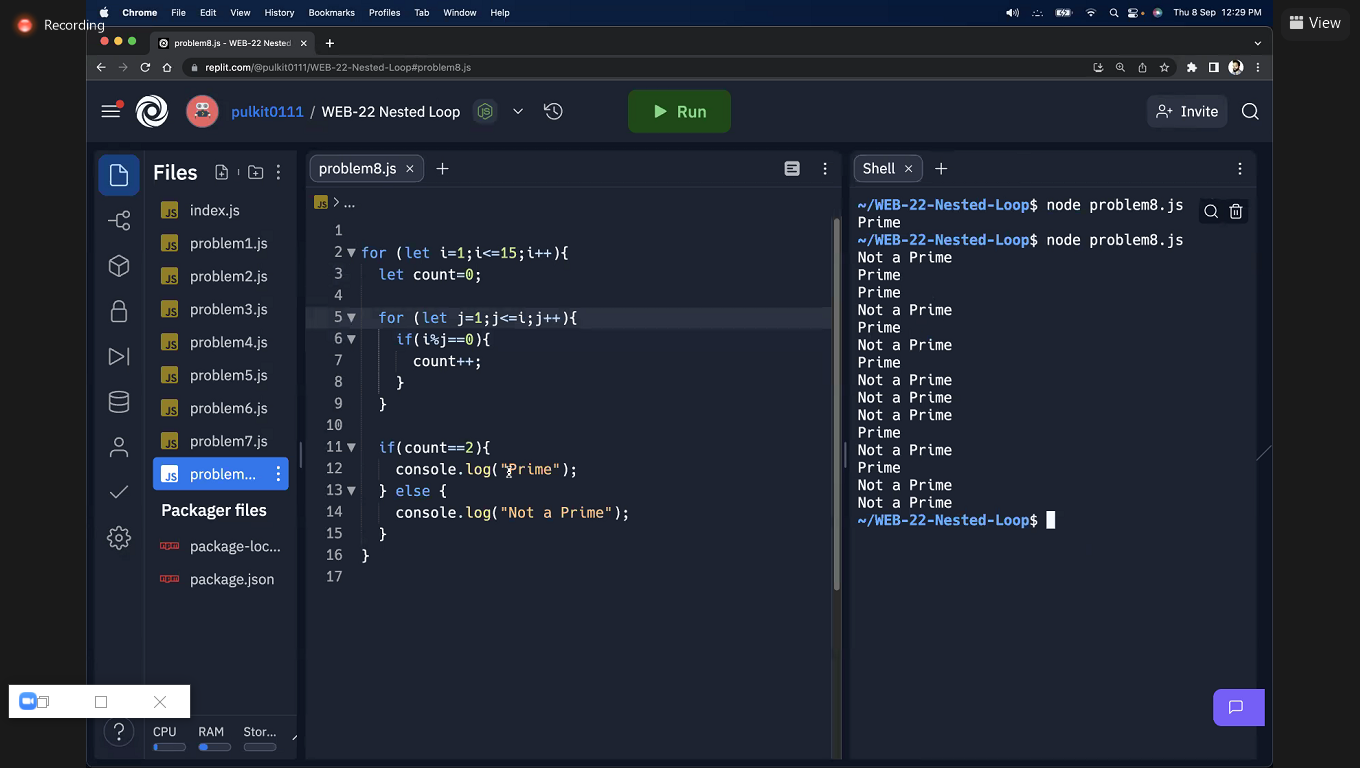 Recording
Chrome File Edit View History Bookmarks Profiles Tab Window Help
Thu 8 Sep 12:29 PM
View
problem8.js - WEB-22 Nested
replit.com/@pulkit0111/WEB-22-Nested-Loop#problem8.js
pulkit0111 / WEB-22 Nested Loop
Run
Invite
Files
index.js
problem1.js
problem2.js
problem3.js
problem4.js
problem5.js
problem6.js
problem7.js
problem...
Packager files
package-loc...
package.json
CPU RAM Stor...
problem8.js
JS > ...
1
2 for (let i=1;i<=15;i++){
3 let count=0;
4
5 for (let j=1;j<=i;j++){
6 if(i%j==0){
7 count++;
8 }
9 }
10
11 if(count==2){
12 console.log("Prime");
13 } else {
14 console.log("Not a Prime");
15 }
16 }
17
Shell
~/WEB-22-Nested-Loop$ node problem8.js
Prime
~/WEB-22-Nested-Loop$ node problem8.js
Not a Prime
Prime
Prime
Not a Prime
Prime
Not a Prime
Prime
Not a Prime
Not a Prime
Not a Prime
Prime
Not a Prime
Prime
Not a Prime
Not a Prime
~/WEB-22-Nested-Loop$